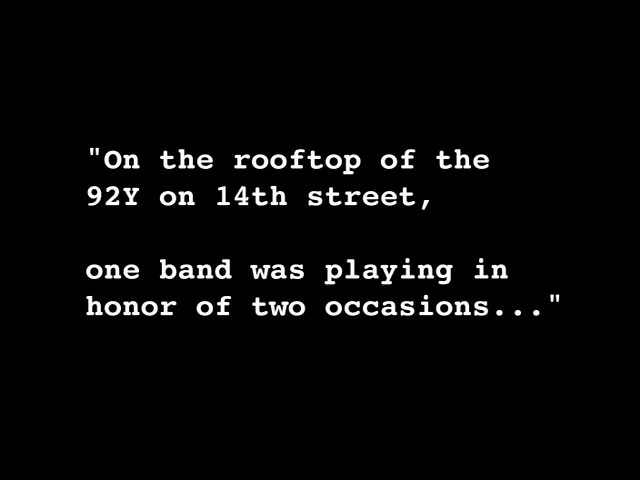 "On the rooftop of the
92Y on 14th street,
one band was playing in
honor of two occasions..."